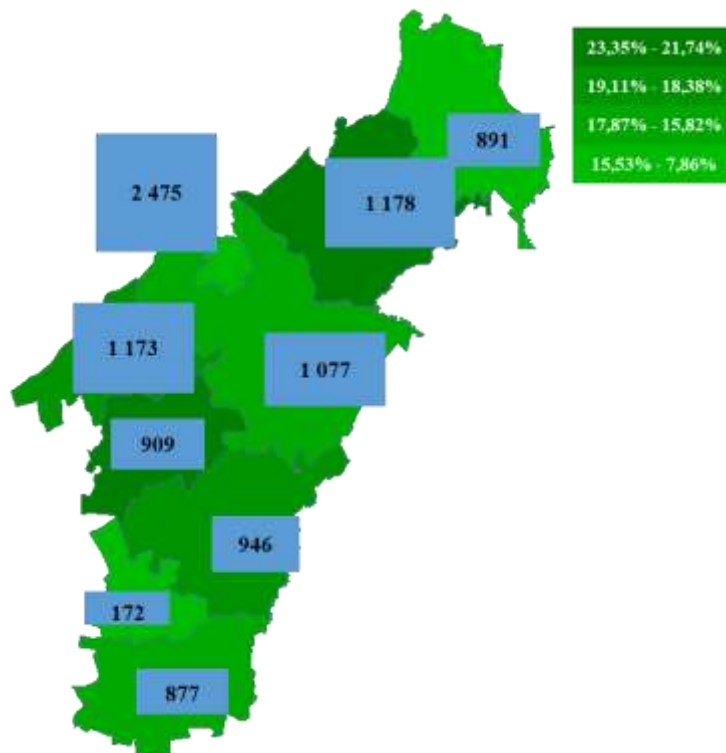 23,35% - 21,74%
19,11% - 18,38%
17,87% - 15,82%
15,53% - 7,86%
891
2 475
1 178
1 173
1 077
909
946
172
877